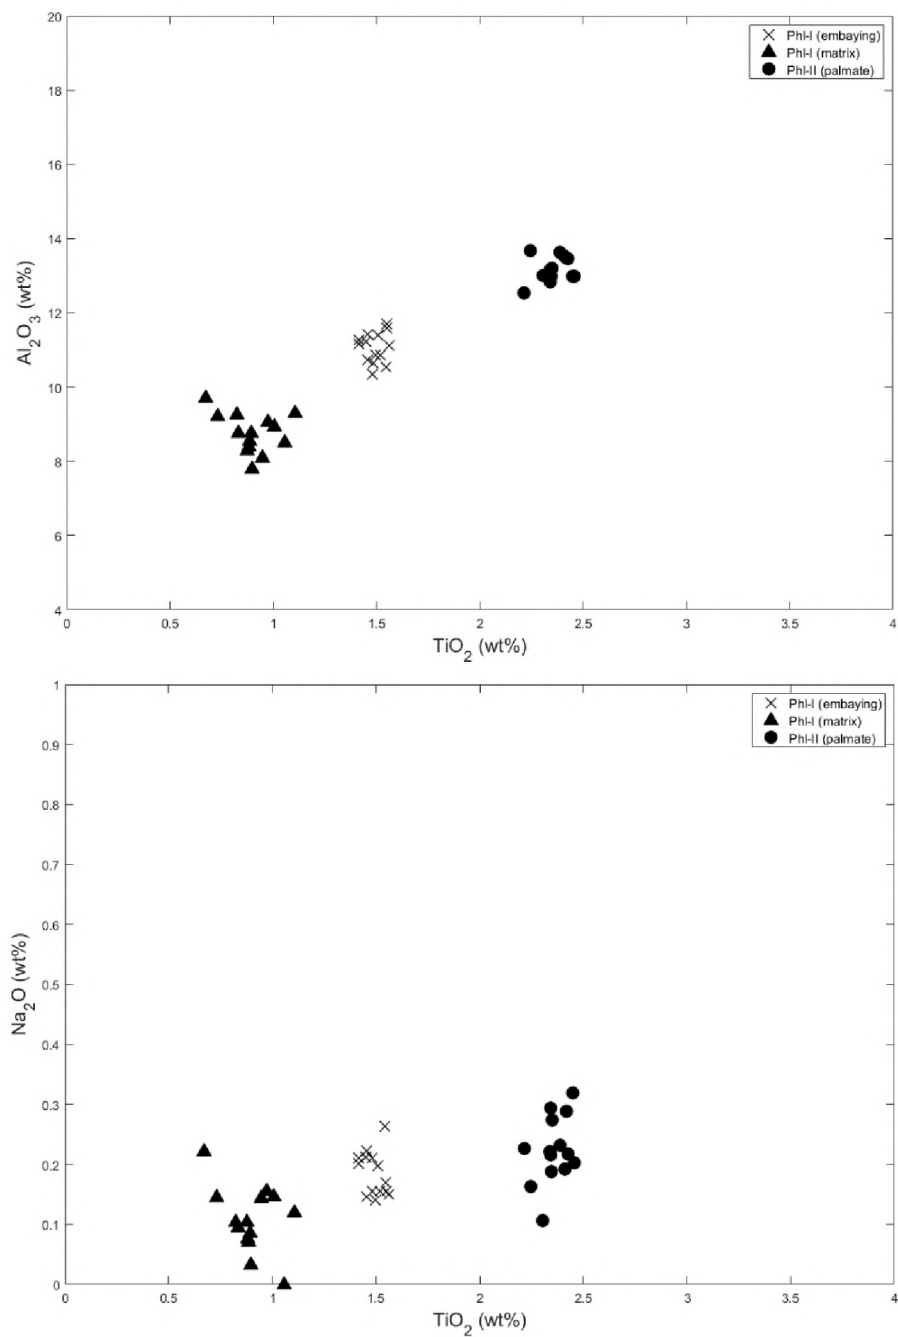 20
18
16
14
12
10
8
6
4
Al2O3 (wt%)
Phl-I (embaying)
Phl-I (matrix)
Phl-II (palmate)
0 0.5 1 1.5 2 2.5 3 3.5 4
TiO2 (wt%)
1
0.9
0.8
0.7
0.6
0.5
0.4
0.3
0.2
0.1
0
Na2O (wt%)
Phl-I (embaying)
Phl-I (matrix)
Phl-II (palmate)
0 0.5 1 1.5 2 2.5 3 3.5 4
TiO2 (wt%)